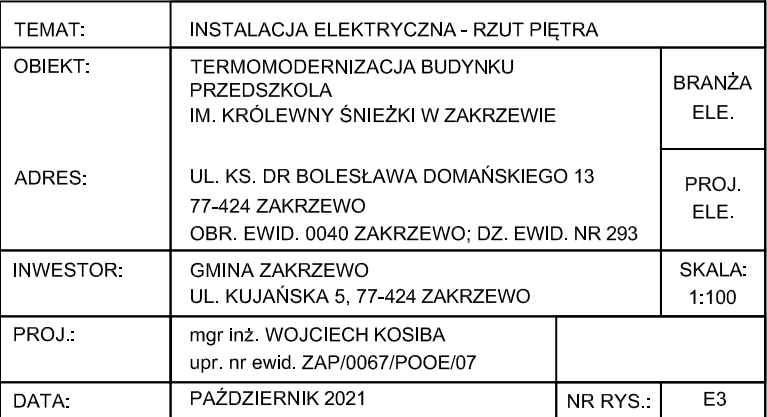 TEMAT: INSTALACJA ELEKTRYCZNA - RZUT PIĘTRA
OBIEKT: TERMOMODERNIZACJA BUDYNKU
PRZEDSZKOLA
IM. KRÓLEWNY ŚNIEŻKI W ZAKRZEWIE
BRANŻA
ELE.
ADRES: UL. KS. DR BOLESŁAWA DOMAŃSKIEGO 13
77-424 ZAKRZEWO
OBR. EWID. 0040 ZAKRZEWO; DZ. EWID. NR 293
PROJ.
ELE.
INWESTOR: GMINA ZAKRZEWO
UL. KUJAŃSKA 5, 77-424 ZAKRZEWO
SKALA:
1:100
PROJ.: mgr inż. WOJCIECH KOSIBA
upr. nr ewid. ZAP/0067/POOE/07
DATA: PAŹDZIERNIK 2021 NR RYS.: E3